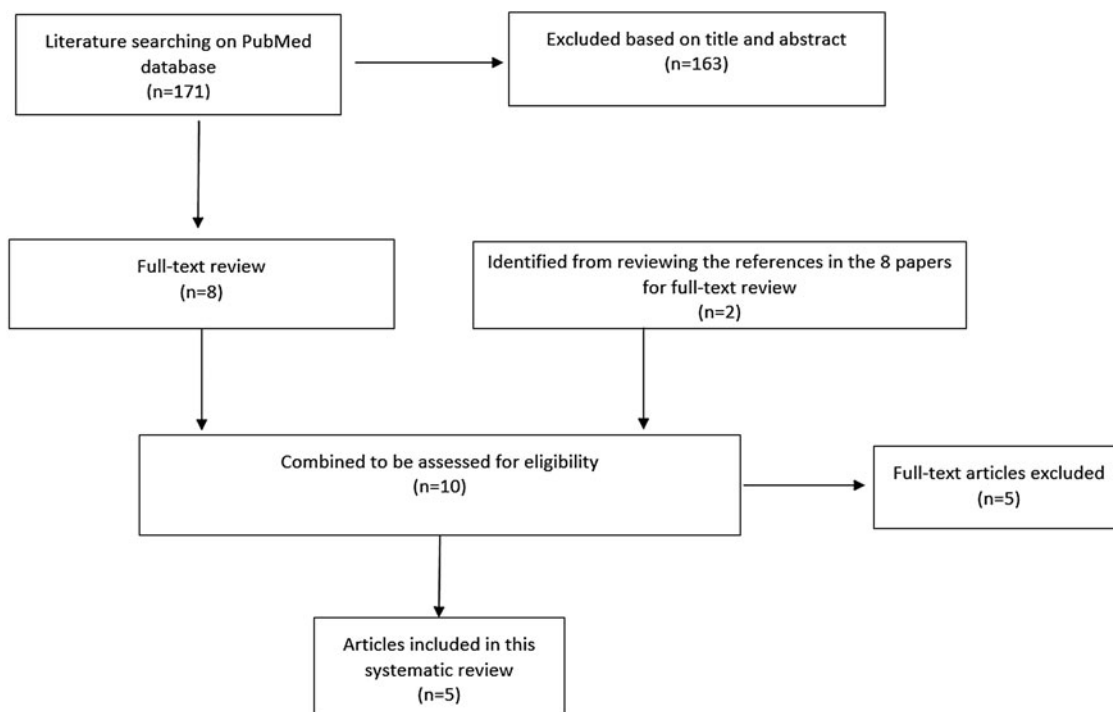 Literature searching on PubMed
database
(n=171)
Excluded based on title and abstract
(n=163)
Full-text review
(n=8)
Identified from reviewing the references in the 8 papers
for full-text review
(n=2)
Combined to be assessed for eligibility
(n=10)
Full-text articles excluded
(n=5)
Articles included in this
systematic review
(n=5)